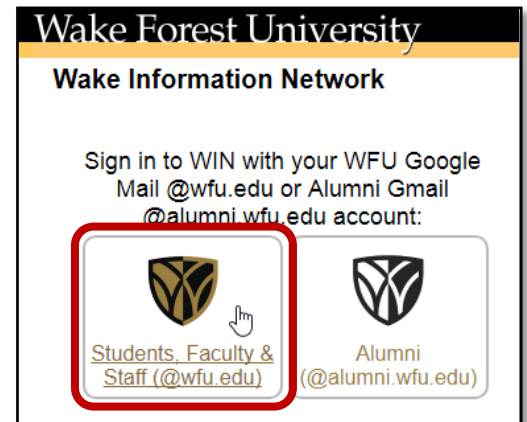 Wake Forest University
Wake Information Network
Sign in to WIN with your WFU Google
Mail @wfu.edu or Alumni Gmail
@alumni.wfu.edu account:
Students, Faculty &
Staff (@wfu.edu)
Alumni
(@alumni.wfu.edu)